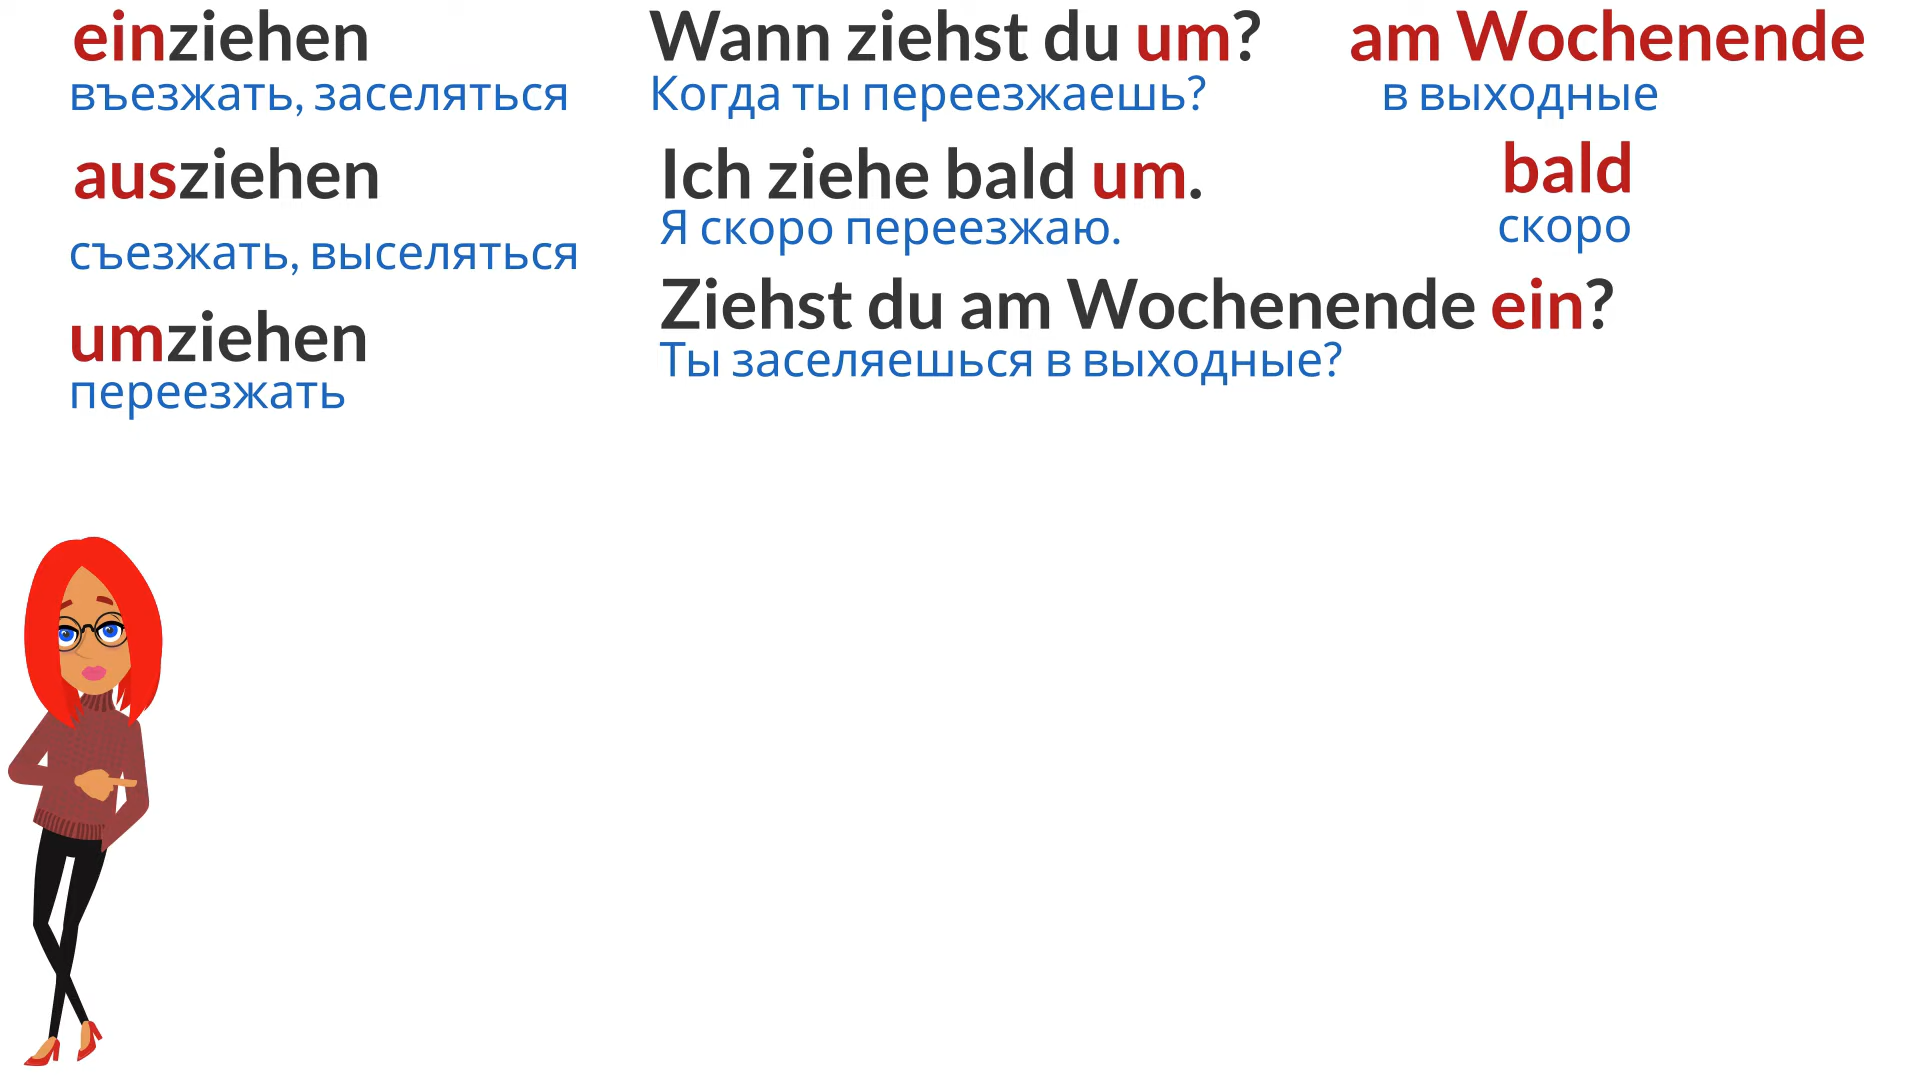 einziehen
въезжать, заселяться
ausziehen
съезжать, выселяться
umziehen
переезжать
Wann ziehst du um?
Когда ты переезжаешь?
Ich ziehe bald um.
Я скоро переезжаю.
Ziehst du am Wochenende ein?
Ты заселяешься в выходные?
am Wochenende
в выходные
bald
скоро